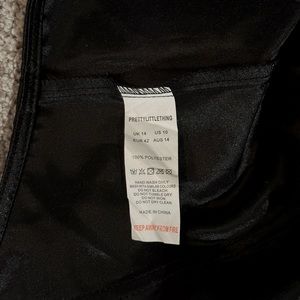 PRETTYLITTLETHING
UK 14 US 10
EUR 42 AUS 14
100% POLYESTER
HAND WASH ONLY
WASH WITH SIMILAR COLOURS
DO NOT BLEACH
DO NOT TUMBLE DRY
DO NOT IRON
DO NOT DRY CLEAN
MADE IN CHINA
KEEP AWAY FROM FIRE